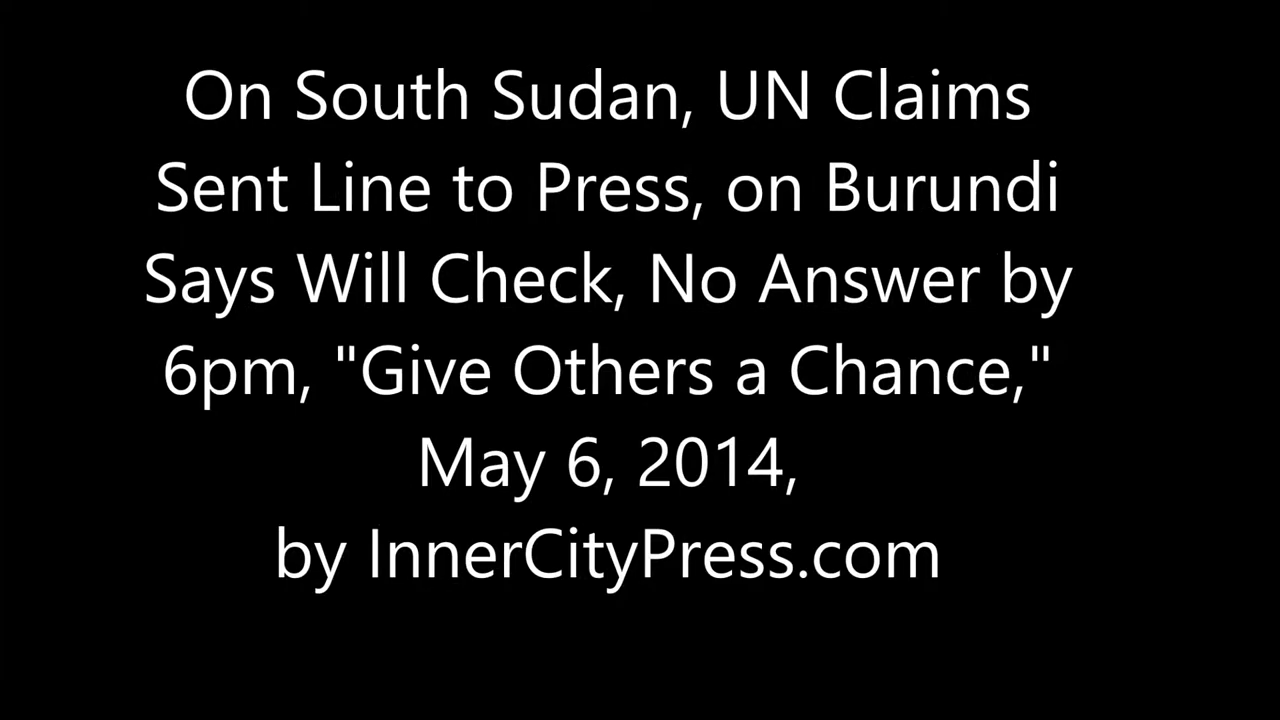 On South Sudan, UN Claims
Sent Line to Press, on Burundi
Says Will Check, No Answer by
6pm, "Give Others a Chance,"
May 6, 2014,
by InnerCityPress.com